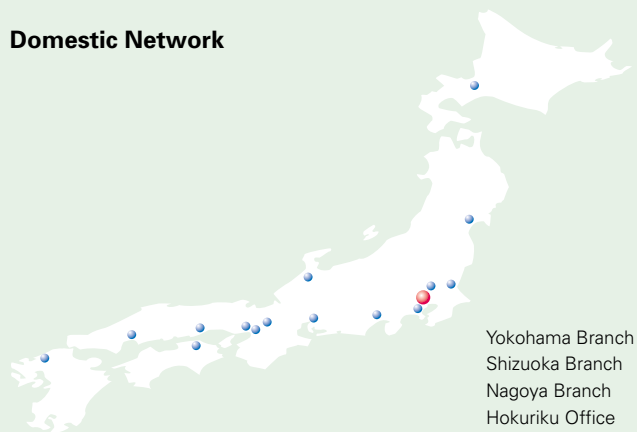 Domestic Network
Yokohama Branch
Shizuoka Branch
Nagoya Branch
Hokuriku Office